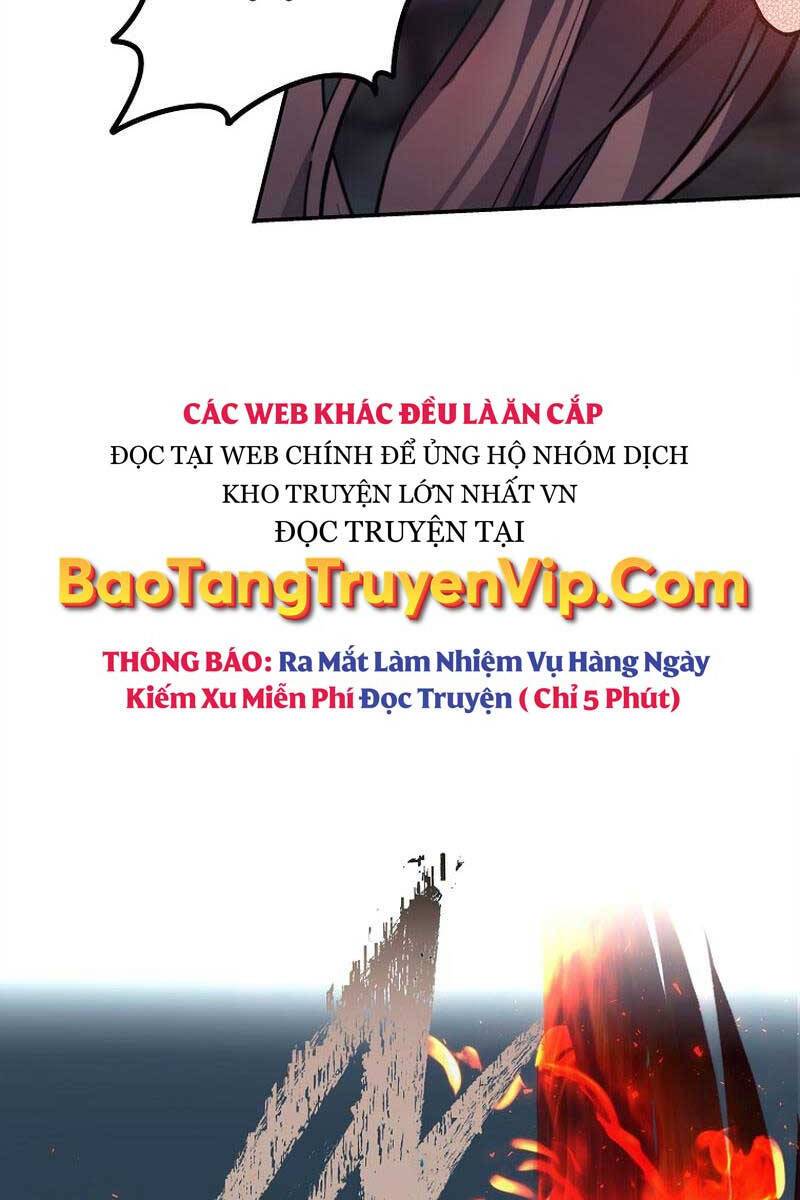 CÁC WEB KHÁC ĐỀU LÀ ĂN CẮP
ĐỌC TẠI WEB CHÍNH ĐỂ ỦNG HỘ NHÓM DỊCH
KHO TRUYỆN LỚN NHẤT VN
ĐỌC TRUYỆN TẠI
BaoTangTruyenVip.Com
THÔNG BÁO: Ra Mắt Làm Nhiệm Vụ Hàng Ngày
Kiếm Xu Miễn Phí Đọc Truyện ( Chỉ 5 Phút)